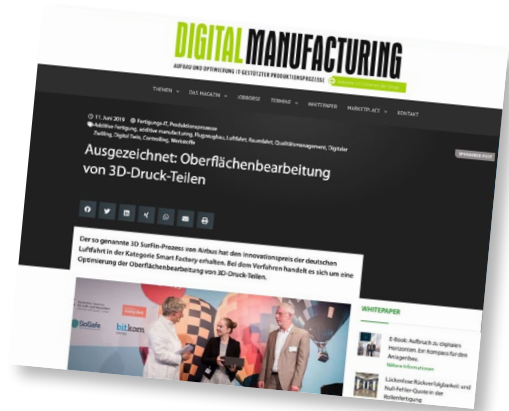 DIGITAL MANUFACTURING
AUFBAU UND OPTIMIERUNG IT-GESTÜTZTER PRODUKTIONSPROZESSE
THEMEN DAS MAGAZIN JOBBÖRSE TERMINE WHITEPAPER MARKETPLACE KONTAKT
11. Juni 2019 Fertigungs-IT, Produktionsprozesse
Additive Fertigung, additive manufacturing, Flugzeugbau, Luftfahrt, Raumfahrt, Qualitätsmanagement, Digitaler
Zwilling, Digital Twin, Controlling, Werkstoffe
Ausgezeichnet: Oberflächenbearbeitung
von 3D-Druck-Teilen
Der so genannte 3D SurFin-Prozess von Airbus hat den Innovationspreis der deutschen
Luftfahrt in der Kategorie Smart Factory erhalten. Bei dem Verfahren handelt es sich um eine
Optimierung der Oberflächenbearbeitung von 3D-Druck-Teilen.
WHITEPAPER
bitkom
E-Book: Aufbruch zu digitalen
Horizonten. Ein Kompass für den
Anlagenbau.
Nähere Informationen
Lückenlose Rückverfolgbarkeit und
Null-Fehler-Quote in der
Rollenfertigung